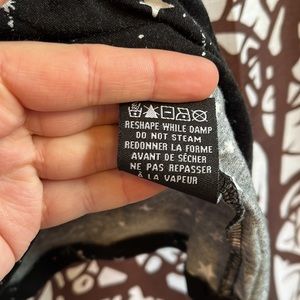 RESHAPE WHILE DAMP
DO NOT STEAM
REDONNER LA FORME
AVANT DE SÉCHER
NE PAS REPASSER
À LA VAPEUR